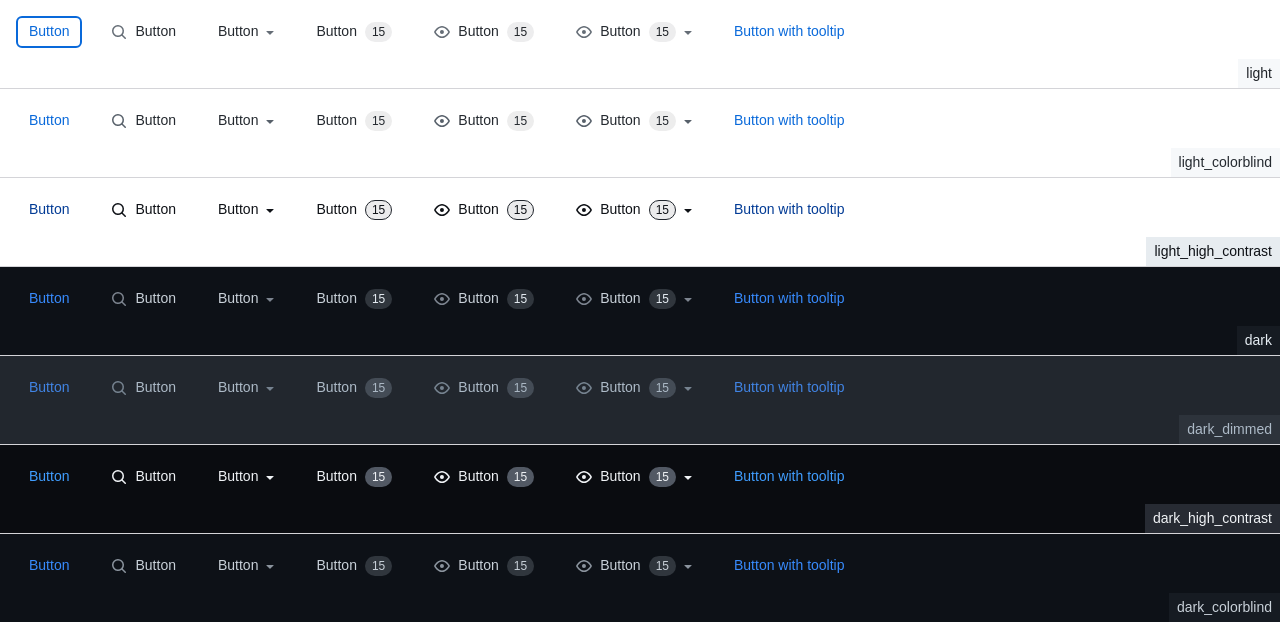 Button Button Button Button 15 Button 15 Button 15 Button with tooltip
light
Button Button Button Button 15 Button 15 Button 15 Button with tooltip
light_colorblind
Button Button Button Button 15 Button 15 Button 15 Button with tooltip
light_high_contrast
Button Button Button Button 15 Button 15 Button 15 Button with tooltip
dark
Button Button Button Button 15 Button 15 Button 15 Button with tooltip
dark_dimmed
Button Button Button Button 15 Button 15 Button 15 Button with tooltip
dark_high_contrast
Button Button Button Button 15 Button 15 Button 15 Button with tooltip
dark_colorblind